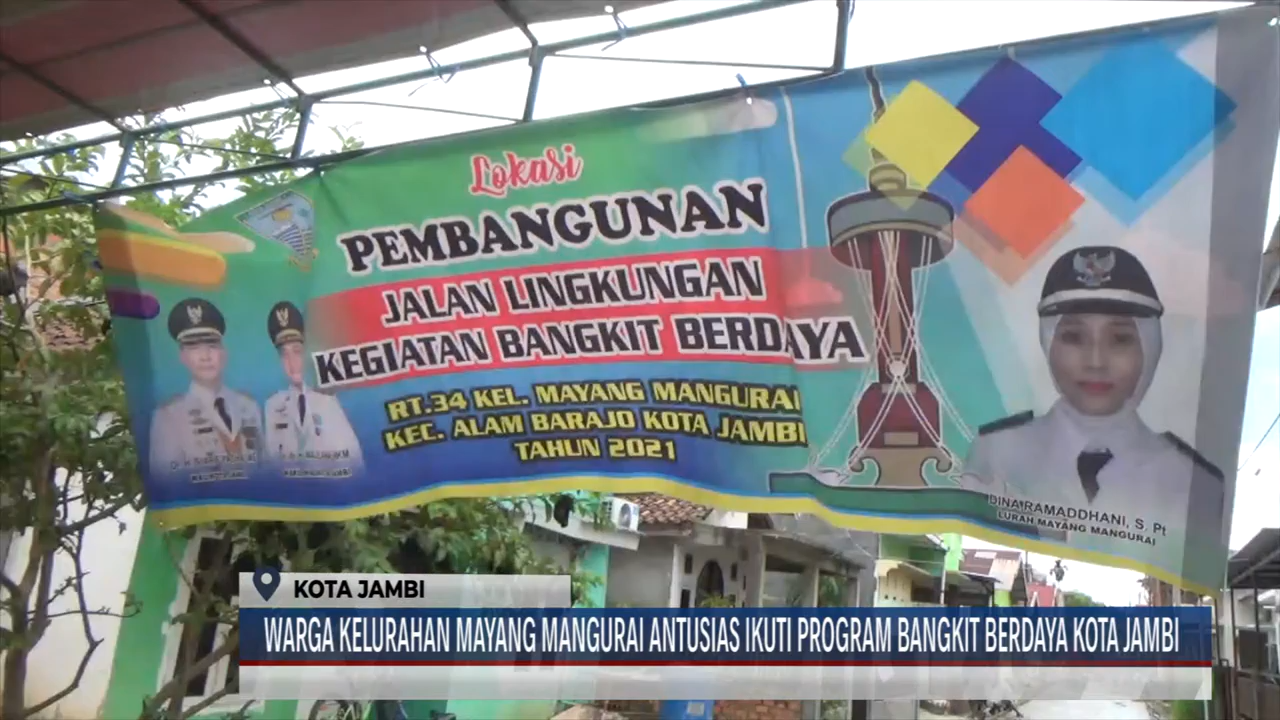 Lokasi
PEMBANGUNAN
JALAN LINGKUNGAN
KEGIATAN BANGKIT BERDAYA
RT.34 KEL. MAYANG MANGURAI
KEC. ALAM BARAJO KOTA JAMBI
TAHUN 2021
DINA RAMADDHANI, S, Pt
LURAH MAYANG MANGURAI
KOTA JAMBI
WARGA KELURAHAN MAYANG MANGURAI ANTUSIAS IKUTI PROGRAM BANGKIT BERDAYA KOTA JAMBI